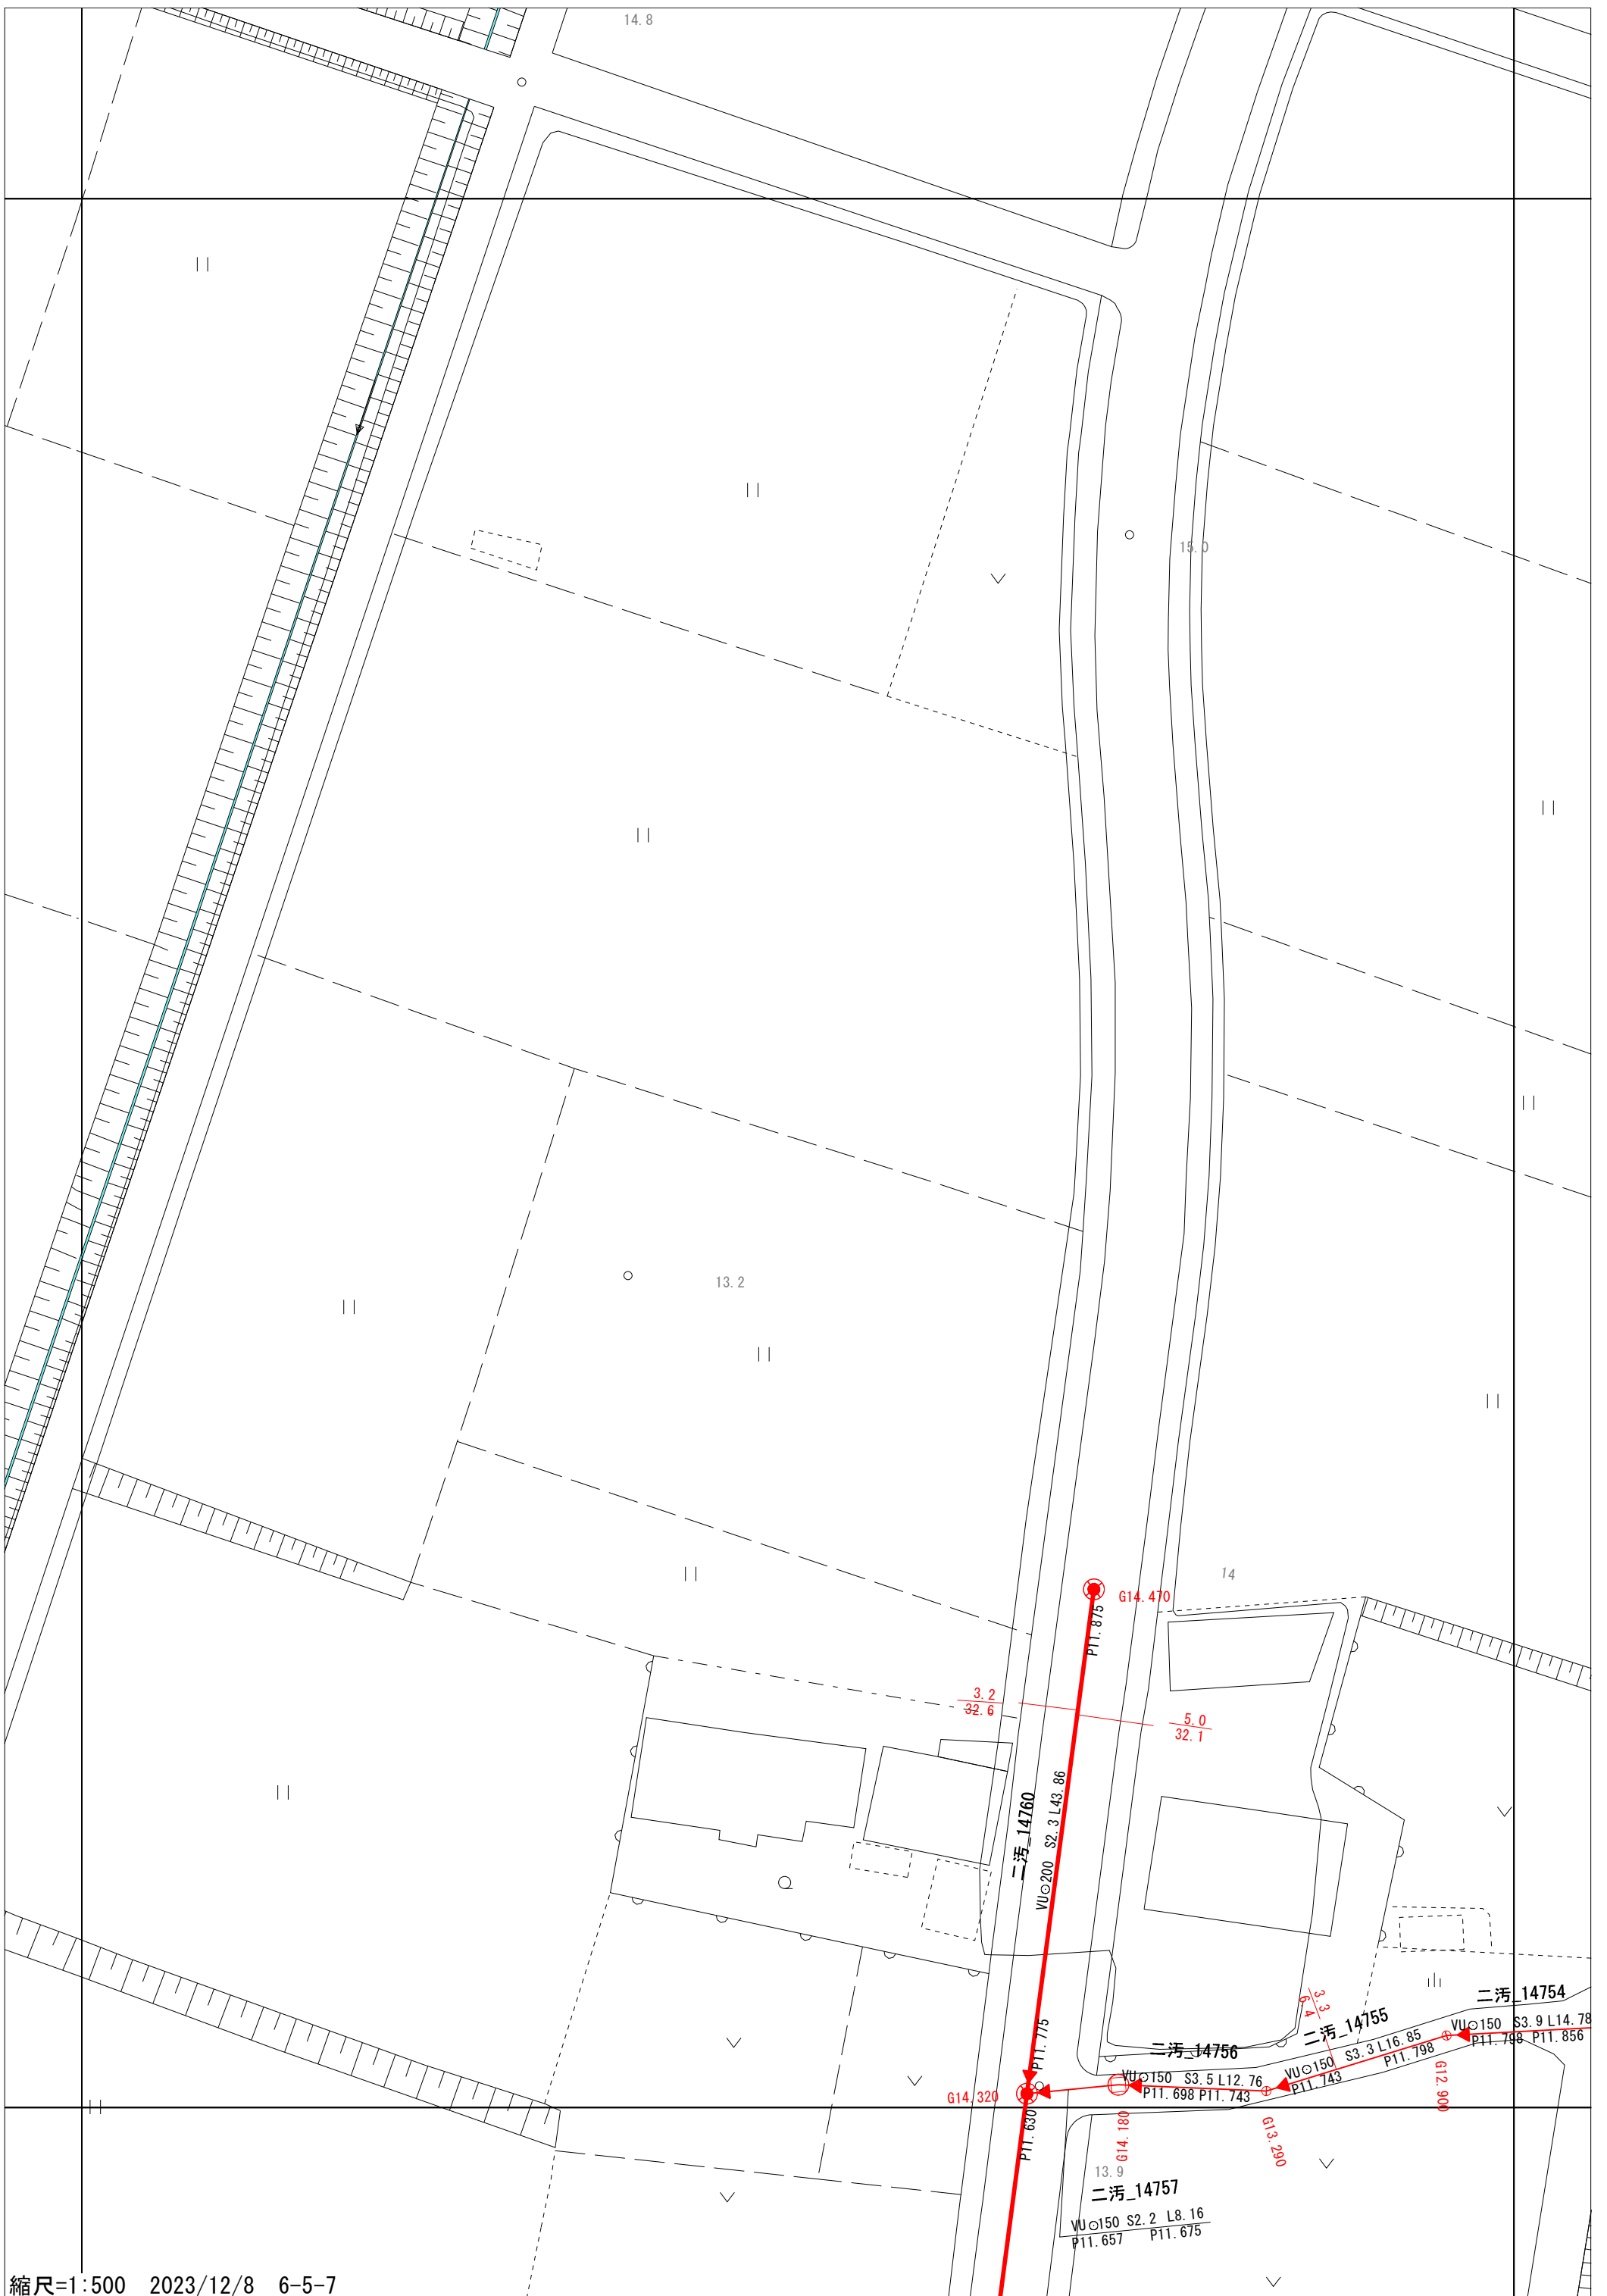 14.8
15.0
13.2
14
G14.470
P11.875
3.2
32.6
5.0
32.1
二汚_14760
VU⊙200 S2.3 L43.86
P11.775
G14.320
P11.630
二汚_14754
VU⊙150 S3.9 L14.78
P11.798 P11.856
3.3
6.4
二汚_14755
VU⊙150 S3.3 L16.85
P11.743 P11.798
G12.900
二汚_14756
VU⊙150 S3.5 L12.76
P11.698 P11.743
G14.180
G13.290
13.9
二汚_14757
VU⊙150 S2.2 L8.16
P11.657 P11.675
縮尺=1:500 2023/12/8 6-5-7